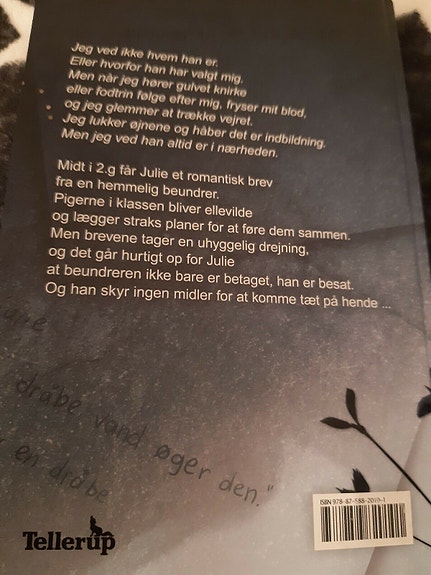 Jeg ved ikke hvem han er.
Eller hvorfor han har valgt mig.
Men når jeg hører gulvet knirke
eller fodtrin følge efter mig, fryser mit blod,
og jeg glemmer at trække vejret.
Jeg lukker øjnene og håber det er indbildning.
Men jeg ved han altid er i nærheden.
Midt i 2.g får Julie et romantisk brev
fra en hemmelig beundrer.
Pigerne i klassen bliver ellevilde
og lægger straks planer for at føre dem sammen.
Men brevene tager en uhyggelig drejning,
og det går hurtigt op for Julie
at beundreren ikke bare er betaget, han er besat.
Og han skyr ingen midler for at komme tæt på hende ...
dråbe vand øger den."
en dråbe
ISBN 978-87-588-2010-1
Tellerup